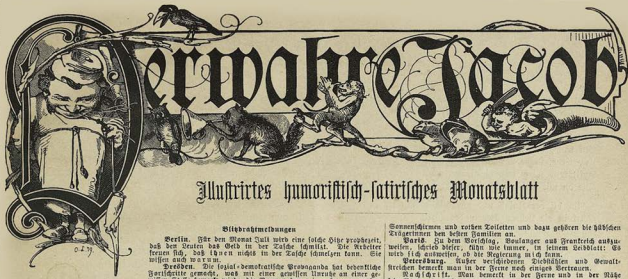 Der wahre Jacob
Illustrirtes humoristisch-satirisches Monatsblatt
Blitzdrahtmeldungen
Berlin. Für den Monat Juli wird eine solche Hitze prophezeit,
daß den Leuten das Geld in der Tasche schmilzt. Die Arbeiter
freuen sich, daß ihnen nichts in der Tasche schmelzen kann. Sie
wissen auch warum.
Dresden. Die sozial-demokratische Propaganda hat bedenkliche
Fortschritte gemacht, was mit einer gewissen Unruhe an einer ge-
Sonnenschirmen und rothen Toiletten und dazu gehören die hübschen
Trägerinnen den besten Familien an.
Paris. Zu dem Vorschlag, Boulanger aus Frankreich auszu-
weisen, schrieb dieser, kühn wie immer, in seinem Leibblatt: Es
wird sich ausweisen, ob die Regierung mich kann.
Petersburg. Außer verschiedenen Diebstählen und Gewalt-
streichen bemerkt man in der Ferne noch einiges Vertrauen.
Nachschrift. Man bemerkt in der Ferne und in der Nähe